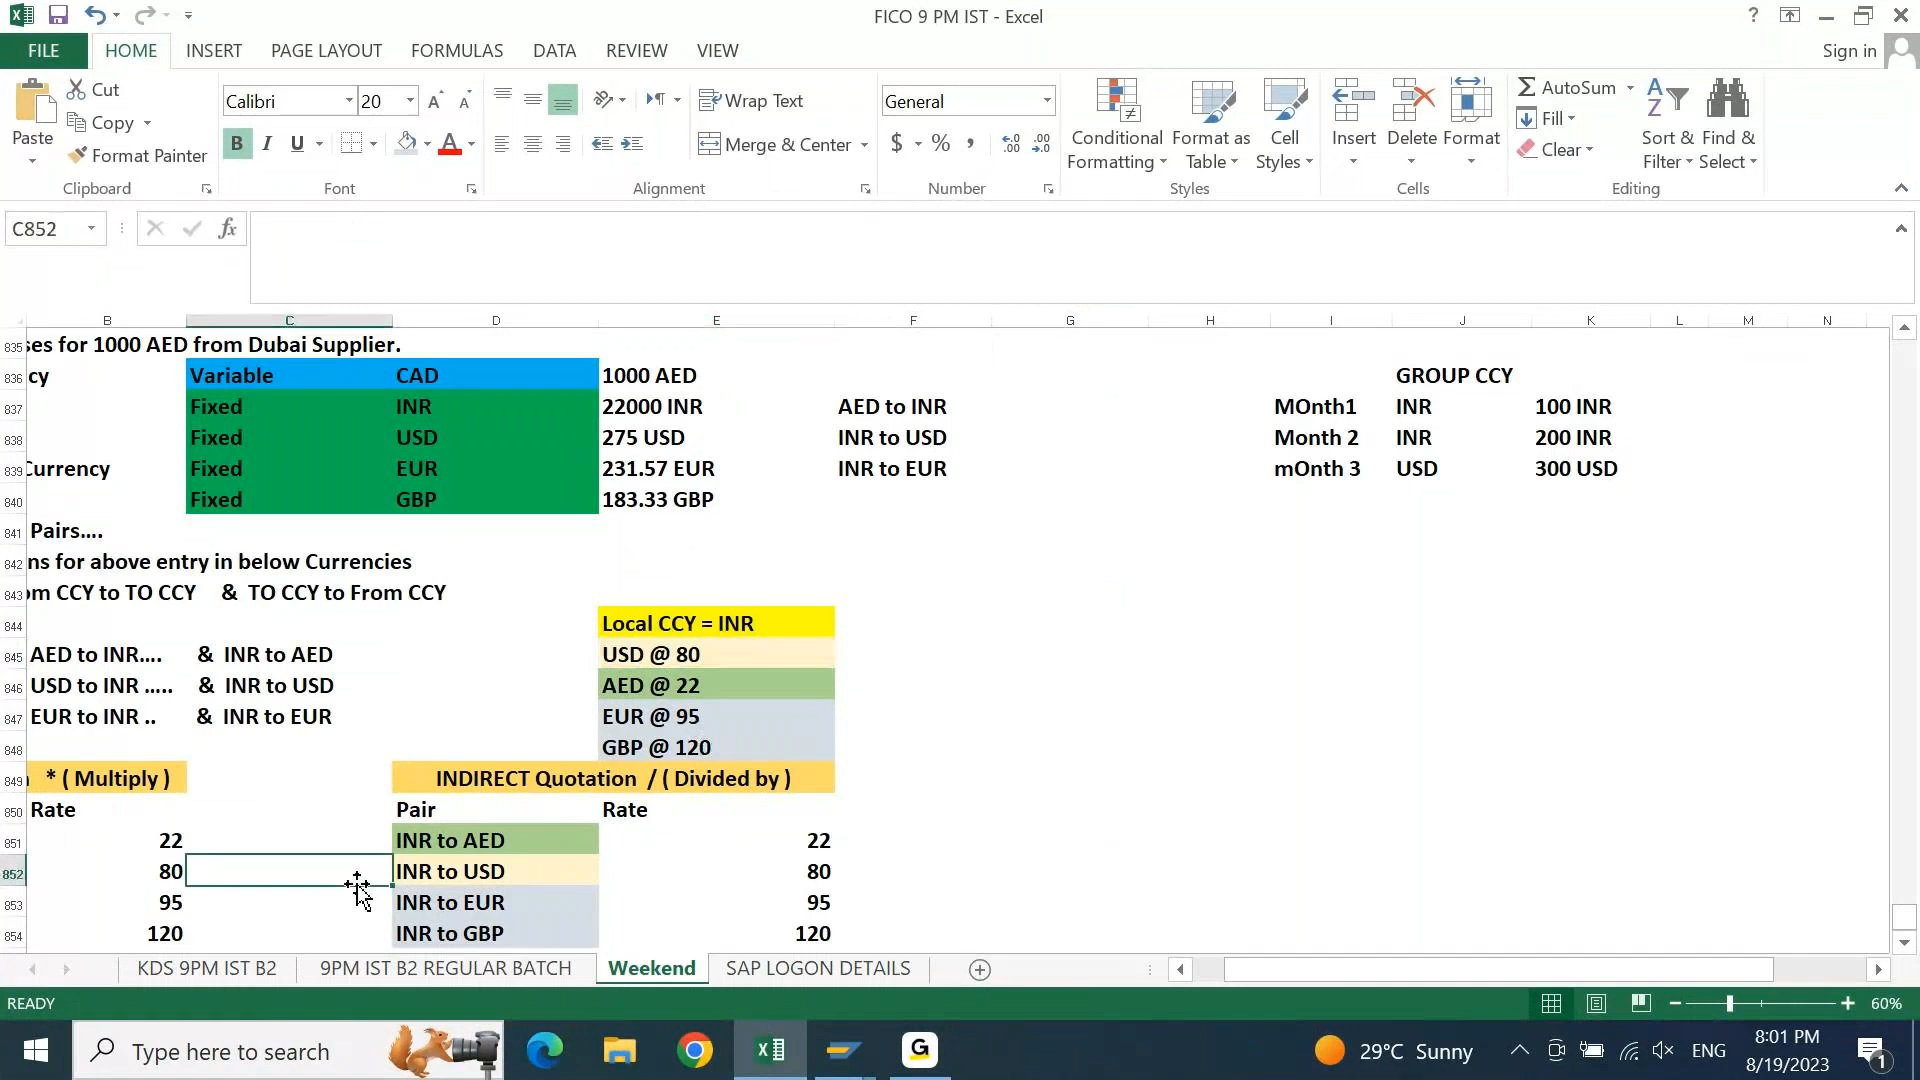 FICO 9 PM IST - Excel
?
FILE HOME INSERT PAGE LAYOUT FORMULAS DATA REVIEW VIEW Sign in
Paste
Cut
Copy
Format Painter
Clipboard
Calibri 20 A A
B I U A
Font
Wrap Text
Merge & Center
Alignment
General
$ % , .00 .00
Number
Conditional Formatting
Format as Table
Cell Styles
Styles
Insert Delete Format
Cells
AutoSum
Fill
Clear
Sort & Filter
Find & Select
Editing
C852 fx
B C D E F G H I J K L M N
835 ses for 1000 AED from Dubai Supplier.
836 cy Variable CAD 1000 AED GROUP CCY
837 Fixed INR 22000 INR AED to INR MOnth1 INR 100 INR
838 Fixed USD 275 USD INR to USD Month 2 INR 200 INR
839 Currency Fixed EUR 231.57 EUR INR to EUR mOnth 3 USD 300 USD
840 Fixed GBP 183.33 GBP
841 Pairs....
842 ns for above entry in below Currencies
843 om CCY to TO CCY & TO CCY to From CCY
844 Local CCY = INR
845 AED to INR.... & INR to AED USD @ 80
846 USD to INR ..... & INR to USD AED @ 22
847 EUR to INR .. & INR to EUR EUR @ 95
848 GBP @ 120
849 * ( Multiply ) INDIRECT Quotation / ( Divided by )
850 Rate Pair Rate
851 22 INR to AED 22
852 80 INR to USD 80
853 95 INR to EUR 95
854 120 INR to GBP 120
KDS 9PM IST B2 9PM IST B2 REGULAR BATCH Weekend SAP LOGON DETAILS
READY 60%
Type here to search G 29°C Sunny ENG 8:01 PM
8/19/2023 1